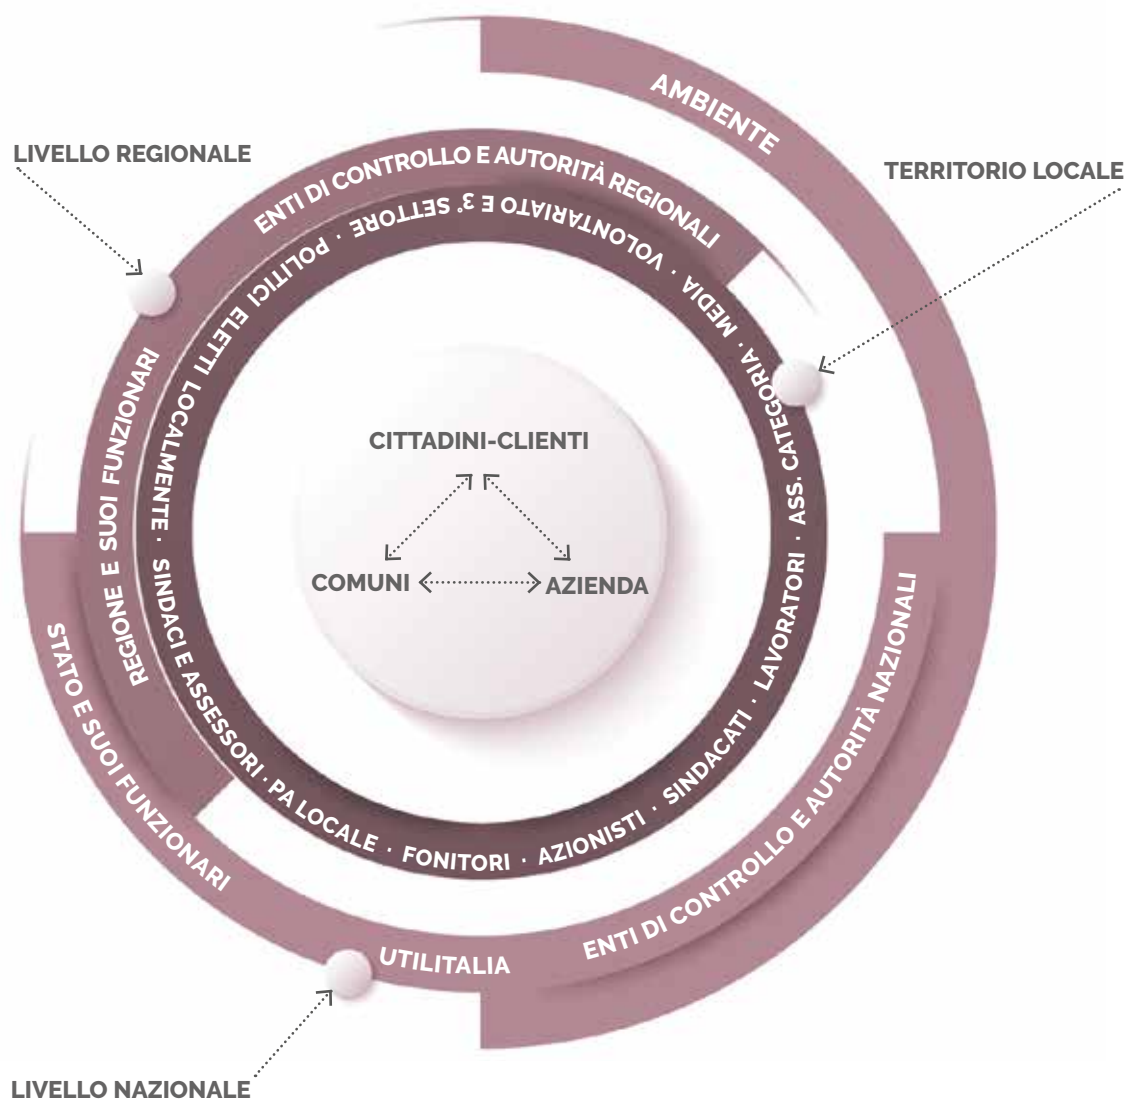 AMBIENTE
LIVELLO REGIONALE
TERRITORIO LOCALE
ENTI DI CONTROLLO E AUTORITÀ REGIONALI
REGIONE E SUOI FUNZIONARI
SINDACI E ASSESSORI · PA LOCALE · FONITORI · AZIONISTI · SINDACATI · LAVORATORI · ASS. CATEGORIA · MEDIA · VOLONTARIATO E 3° SETTORE · POLITICI ELETTI LOCALMENTE ·
CITTADINI-CLIENTI
COMUNI
AZIENDA
STATO E SUOI FUNZIONARI
UTILITALIA
ENTI DI CONTROLLO E AUTORITÀ NAZIONALI
LIVELLO NAZIONALE